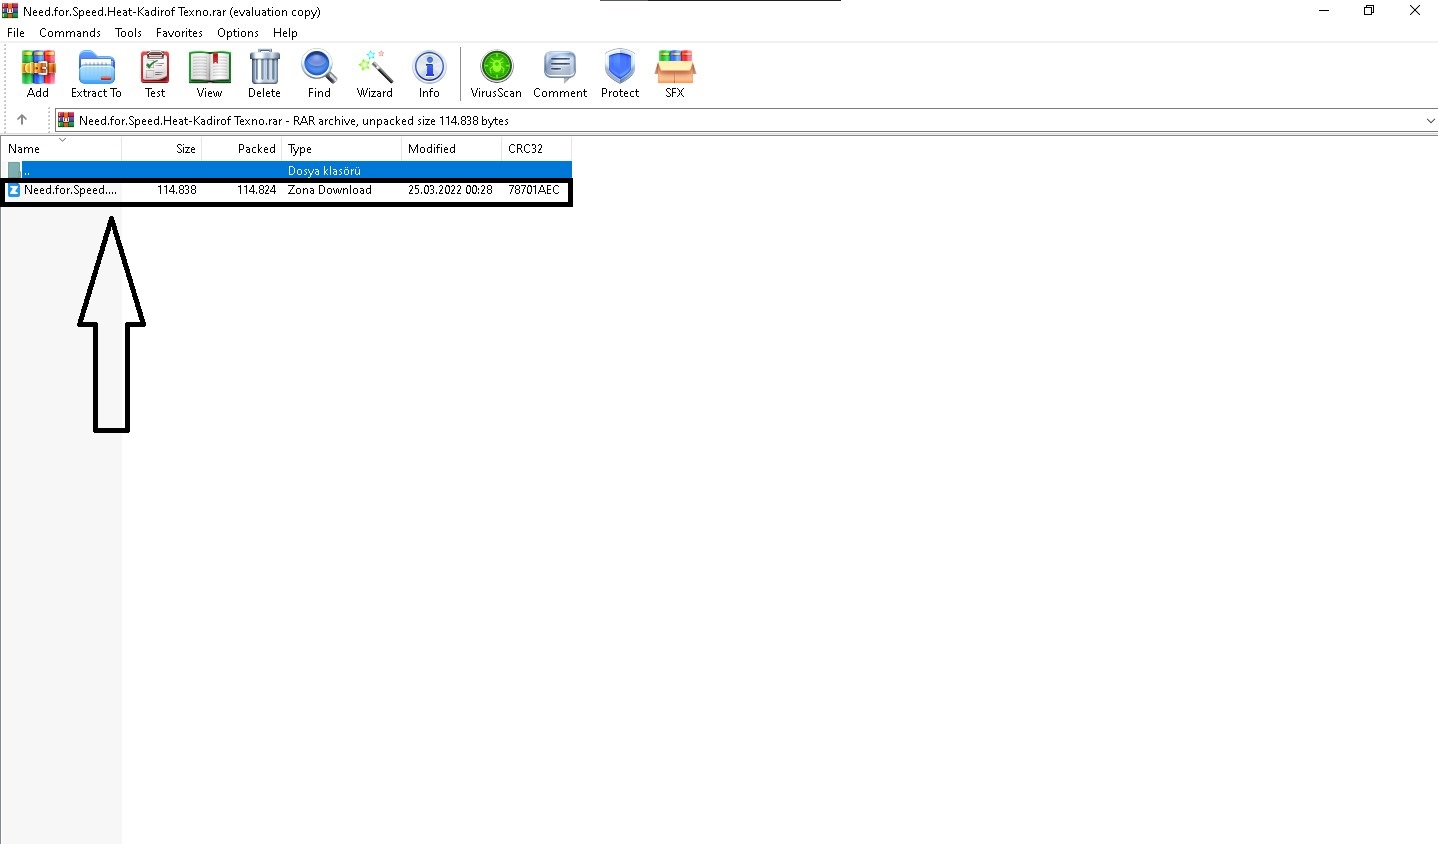 Need.for.Speed.Heat-Kadirof Texno.rar (evaluation copy)
File Commands Tools Favorites Options Help
Add Extract To Test View Delete Find Wizard Info VirusScan Comment Protect SFX
Need.for.Speed.Heat-Kadirof Texno.rar - RAR archive, unpacked size 114.838 bytes
Name Size Packed Type Modified CRC32
.. Dosya klasörü
Need.for.Speed.... 114.838 114.824 Zona Download 25.03.2022 00:28 78701AEC